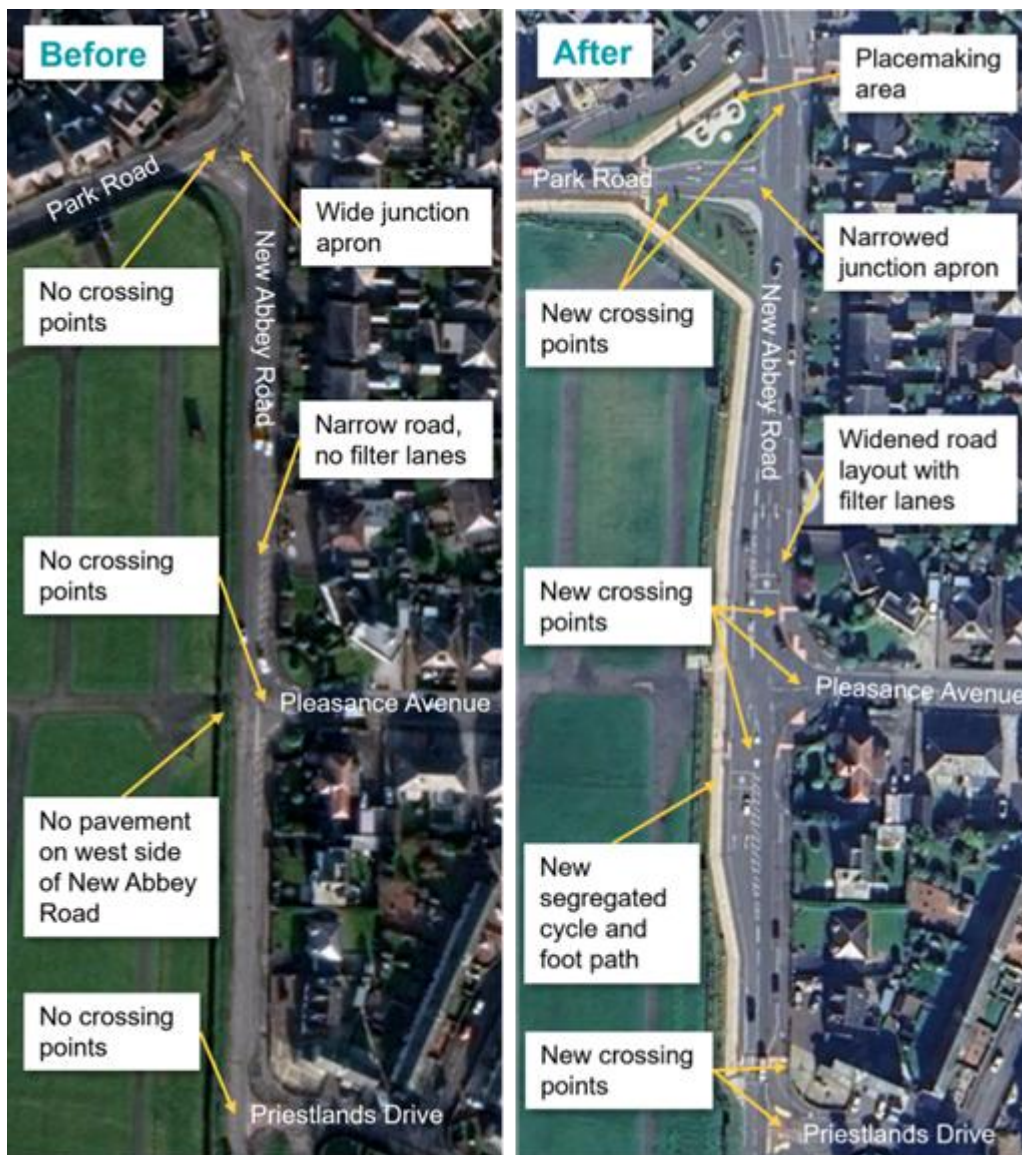 Before
Park Road
Wide junction
apron
No crossing
points
New Abbey Road
Narrow road,
no filter lanes
No crossing
points
Pleasance Avenue
No pavement
on west side
of New Abbey
Road
No crossing
points
Priestlands Drive
After
Placemaking
area
Park Road
Narrowed
junction apron
New crossing
points
New Abbey Road
Widened road
layout with
filter lanes
New crossing
points
Pleasance Avenue
New
segregated
cycle and
foot path
New crossing
points
Priestlands Drive